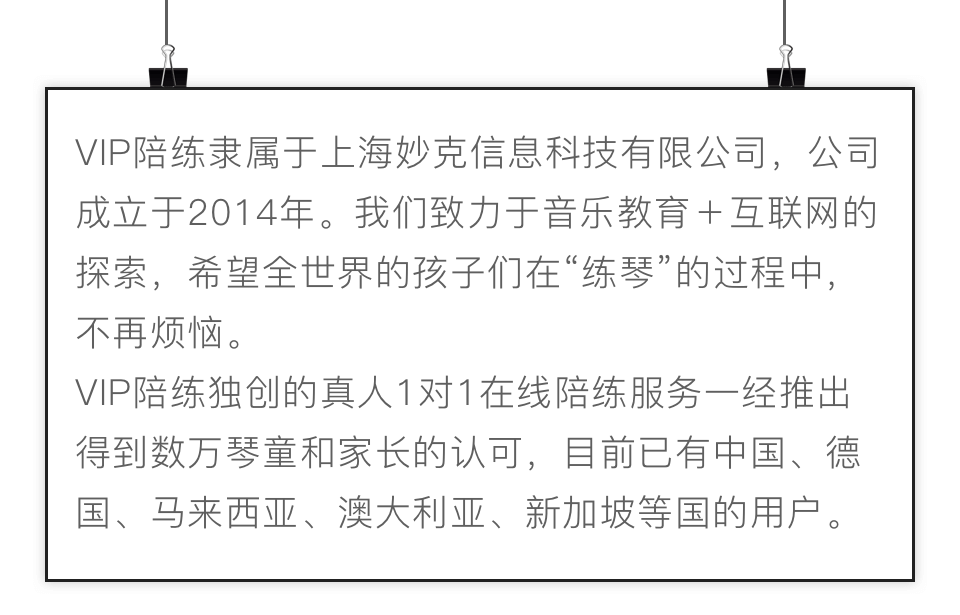 VIP陪练隶属于上海妙克信息科技有限公司，公司
成立于2014年。我们致力于音乐教育＋互联网的
探索，希望全世界的孩子们在“练琴”的过程中，
不再烦恼。
VIP陪练独创的真人1对1在线陪练服务一经推出
得到数万琴童和家长的认可，目前已有中国、德
国、马来西亚、澳大利亚、新加坡等国的用户。